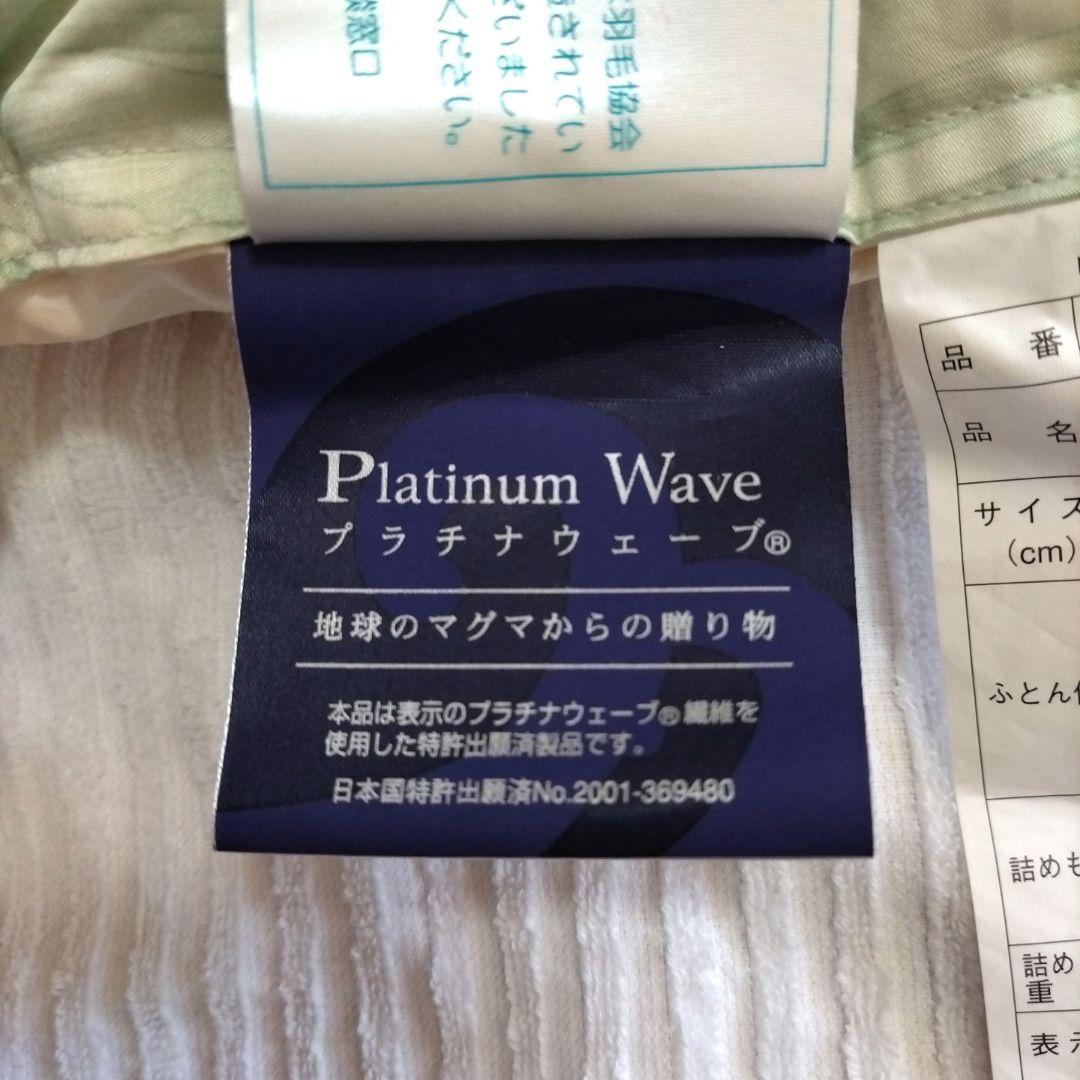 羽毛協会
されてい
いました
ください。
窓口
Platinum Wave
プラチナウェーブ®
地球のマグマからの贈り物
本品は表示のプラチナウェーブ®繊維を
使用した特許出願済製品です。
日本国特許出願済No.2001-369480
品 番
品 名
サイズ
(cm)
ふとん
詰めも
詰め
重
表示